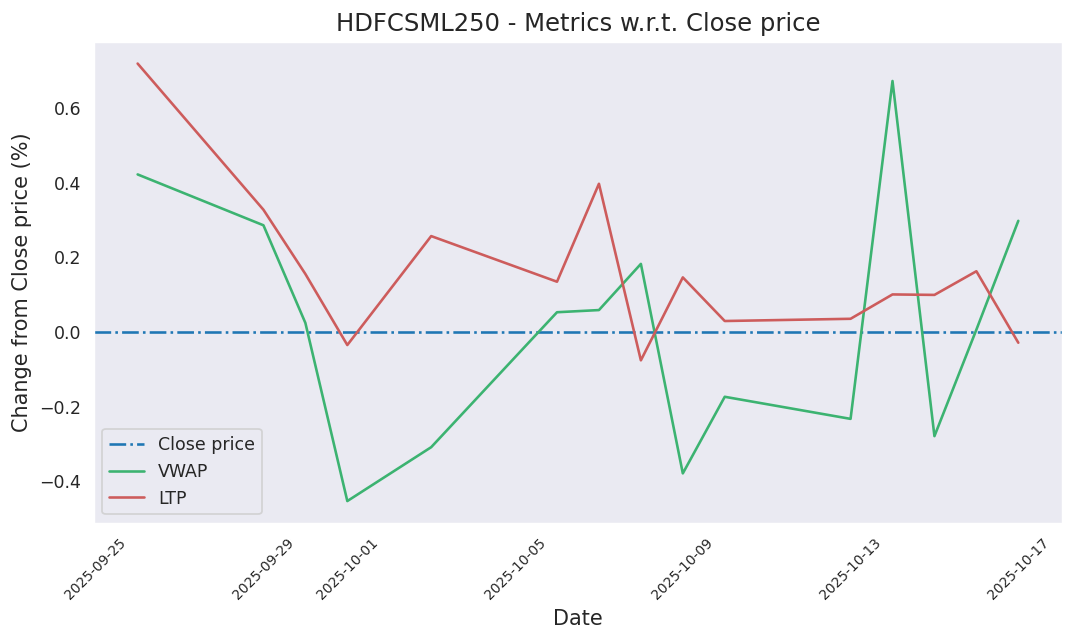 HDFCSML250 - Metrics w.r.t. Close price
Change from Close price (%)
0.6
0.4
0.2
0.0
−0.2
−0.4
Close price
VWAP
LTP
2025-09-25
2025-09-29
2025-10-01
2025-10-05
2025-10-09
2025-10-13
2025-10-17
Date